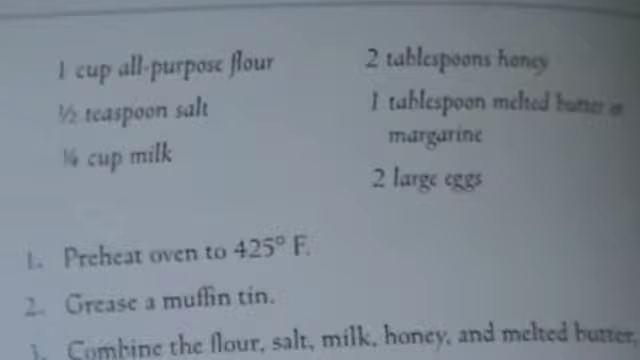 1 cup all-purpose flour
½ teaspoon salt
¼ cup milk
2 tablespoons honey
1 tablespoon melted butter or
margarine
2 large eggs
1. Preheat oven to 425° F.
2. Grease a muffin tin.
3. Combine the flour, salt, milk, honey, and melted butter